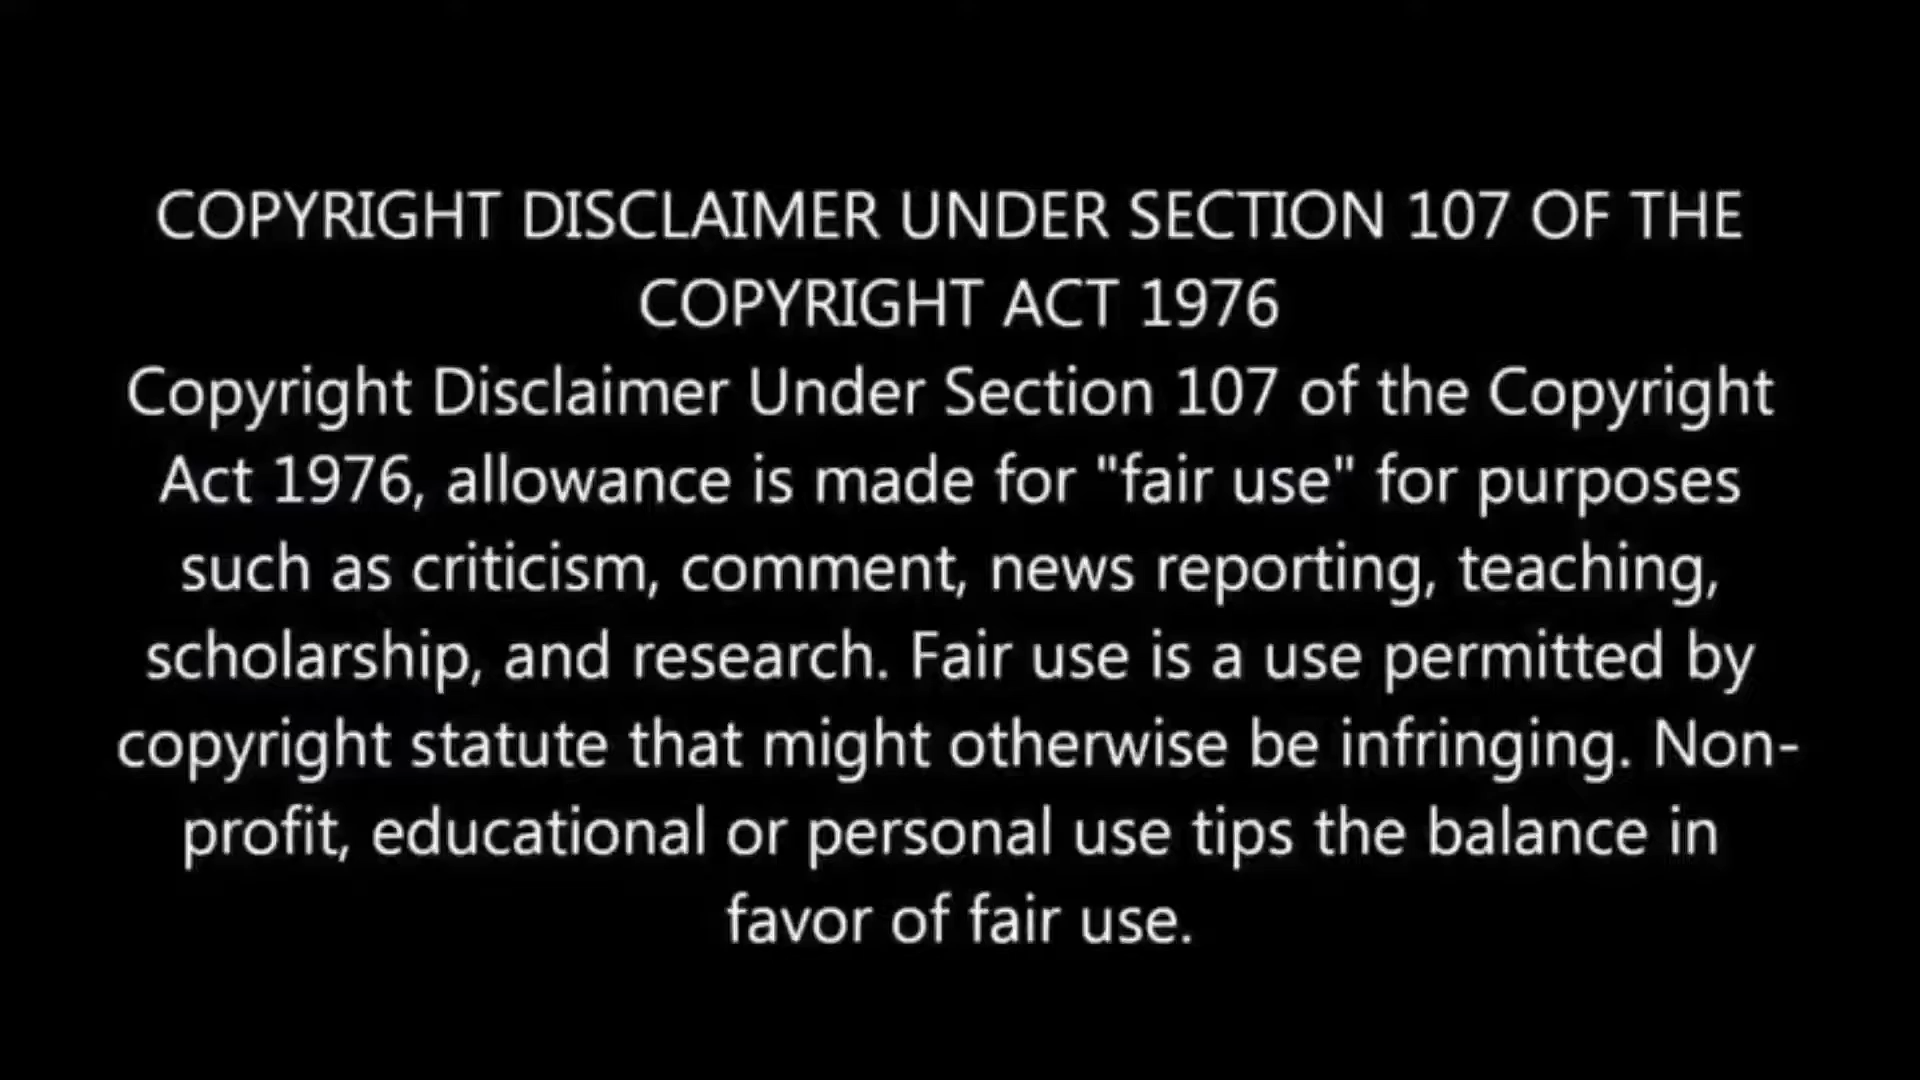 COPYRIGHT DISCLAIMER UNDER SECTION 107 OF THE
COPYRIGHT ACT 1976
Copyright Disclaimer Under Section 107 of the Copyright
Act 1976, allowance is made for "fair use" for purposes
such as criticism, comment, news reporting, teaching,
scholarship, and research. Fair use is a use permitted by
copyright statute that might otherwise be infringing. Non-
profit, educational or personal use tips the balance in
favor of fair use.